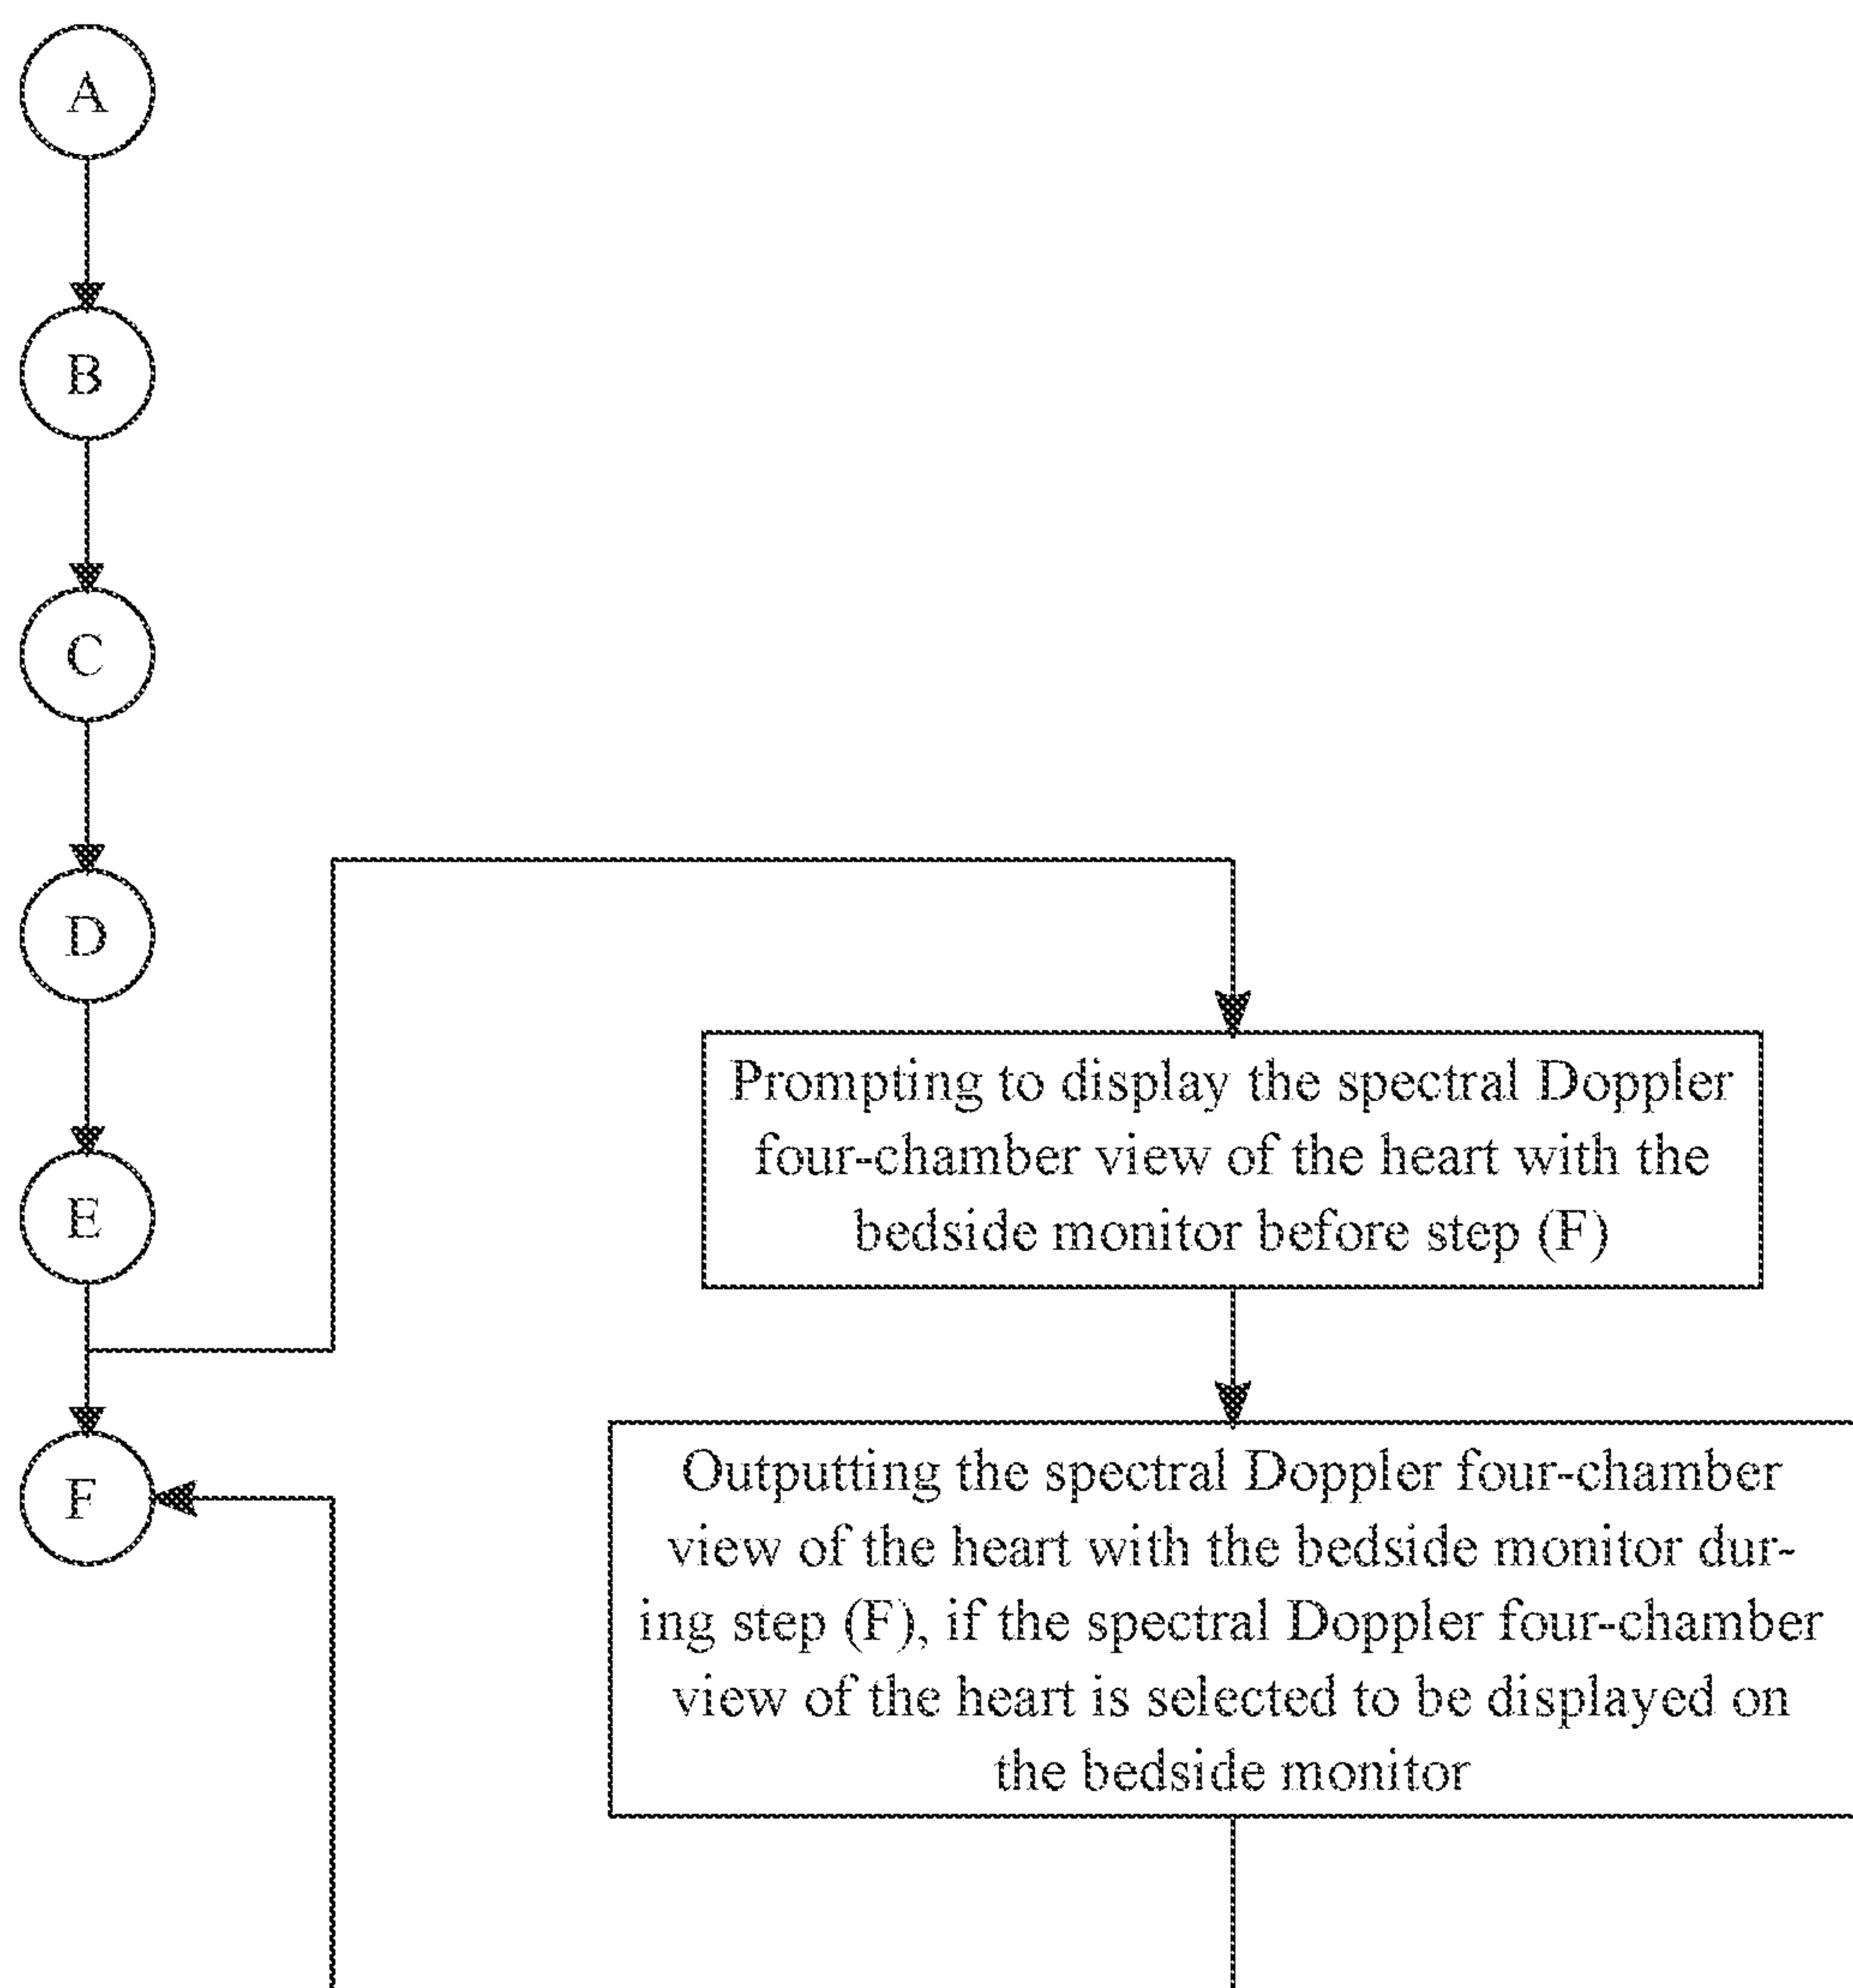 A
B
C
D
E
F
Prompting to display the spectral Doppler
four-chamber view of the heart with the
bedside monitor before step (F)
Outputting the spectral Doppler four-chamber
view of the heart with the bedside monitor dur-
ing step (F), if the spectral Doppler four-chamber
view of the heart is selected to be displayed on
the bedside monitor